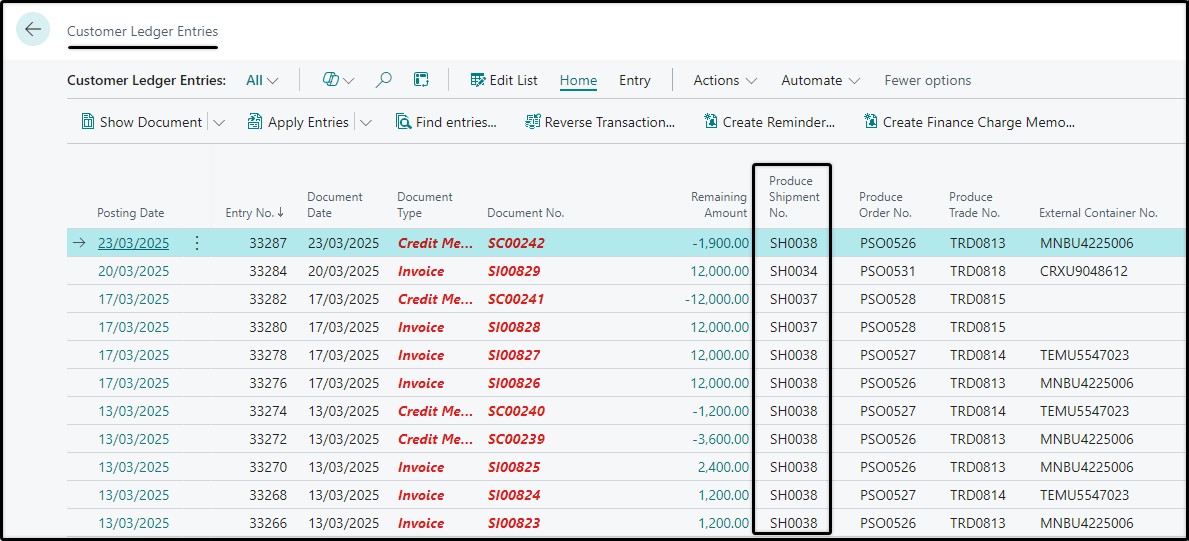 Customer Ledger Entries
Customer Ledger Entries: All Edit List Home Entry Actions Automate Fewer options
Show Document Apply Entries Find entries... Reverse Transaction... Create Reminder... Create Finance Charge Memo...
Posting Date Entry No.↓ Document Date Document Type Document No. Remaining Amount Produce Shipment No. Produce Order No. Produce Trade No. External Container No.
→ 23/03/2025 33287 23/03/2025 Credit Me... SC00242 -1,900.00 SH0038 PSO0526 TRD0813 MNBU4225006
20/03/2025 33284 20/03/2025 Invoice SI00829 12,000.00 SH0034 PSO0531 TRD0818 CRXU9048612
17/03/2025 33282 17/03/2025 Credit Me... SC00241 -12,000.00 SH0037 PSO0528 TRD0815
17/03/2025 33280 17/03/2025 Invoice SI00828 12,000.00 SH0037 PSO0528 TRD0815
17/03/2025 33278 17/03/2025 Invoice SI00827 12,000.00 SH0038 PSO0527 TRD0814 TEMU5547023
17/03/2025 33276 17/03/2025 Invoice SI00826 12,000.00 SH0038 PSO0526 TRD0813 MNBU4225006
13/03/2025 33274 13/03/2025 Credit Me... SC00240 -1,200.00 SH0038 PSO0527 TRD0814 TEMU5547023
13/03/2025 33272 13/03/2025 Credit Me... SC00239 -3,600.00 SH0038 PSO0526 TRD0813 MNBU4225006
13/03/2025 33270 13/03/2025 Invoice SI00825 2,400.00 SH0038 PSO0526 TRD0813 MNBU4225006
13/03/2025 33268 13/03/2025 Invoice SI00824 1,200.00 SH0038 PSO0527 TRD0814 TEMU5547023
13/03/2025 33266 13/03/2025 Invoice SI00823 1,200.00 SH0038 PSO0526 TRD0813 MNBU4225006